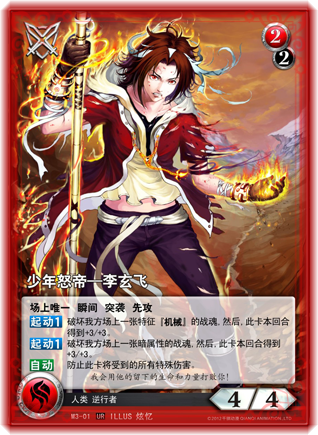 2
2
少年怒帝—李玄飞
场上唯一 瞬间 突袭 先攻
起动1 破坏我方场上一张特征『机械』的战魂，然后，此卡本回合
得到+3/+3。
起动1 破坏我方场上一张暗属性的战魂，然后，此卡本回合得到
+3/+3。
自动 防止此卡将受到的所有特殊伤害。
我会用他的留下的生命和力量打败你！
人类 逆行者
4/4
M3-01 UR ILLUS 炫忆